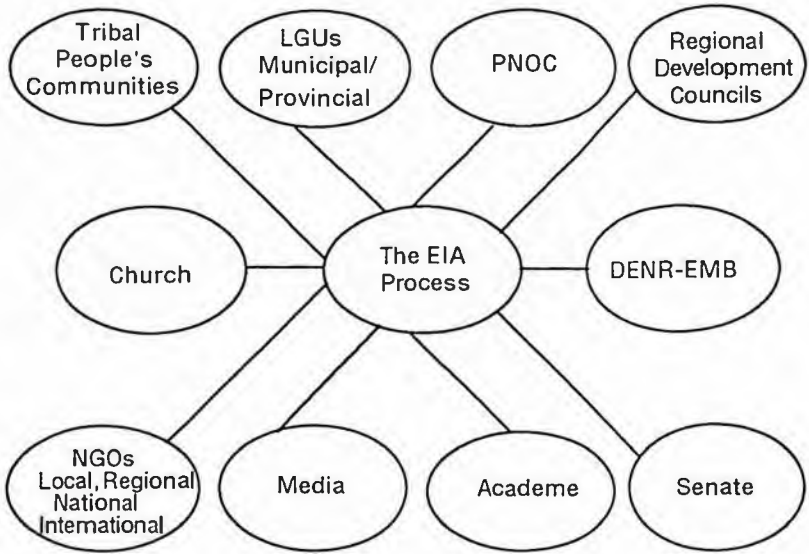 Tribal
People's
Communities
LGUs
Municipal/
Provincial
PNOC
Regional
Development
Councils
Church
The EIA
Process
DENR-EMB
NGOs
Local, Regional
National
International
Media
Academe
Senate